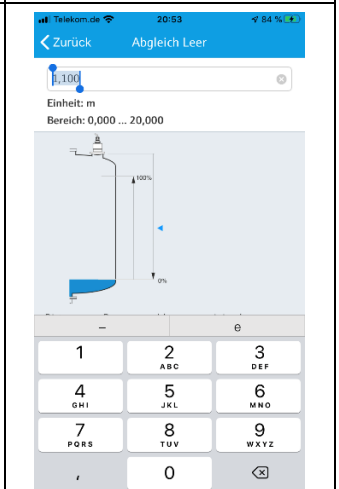 Telekom.de 20:53 84 %
Zurück Abgleich Leer
1,100
Einheit: m
Bereich: 0,000 ... 20,000
100%
0%
– e
1 2 3
ABC DEF
4 5 6
GHI JKL MNO
7 8 9
PQRS TUV WXYZ
, 0